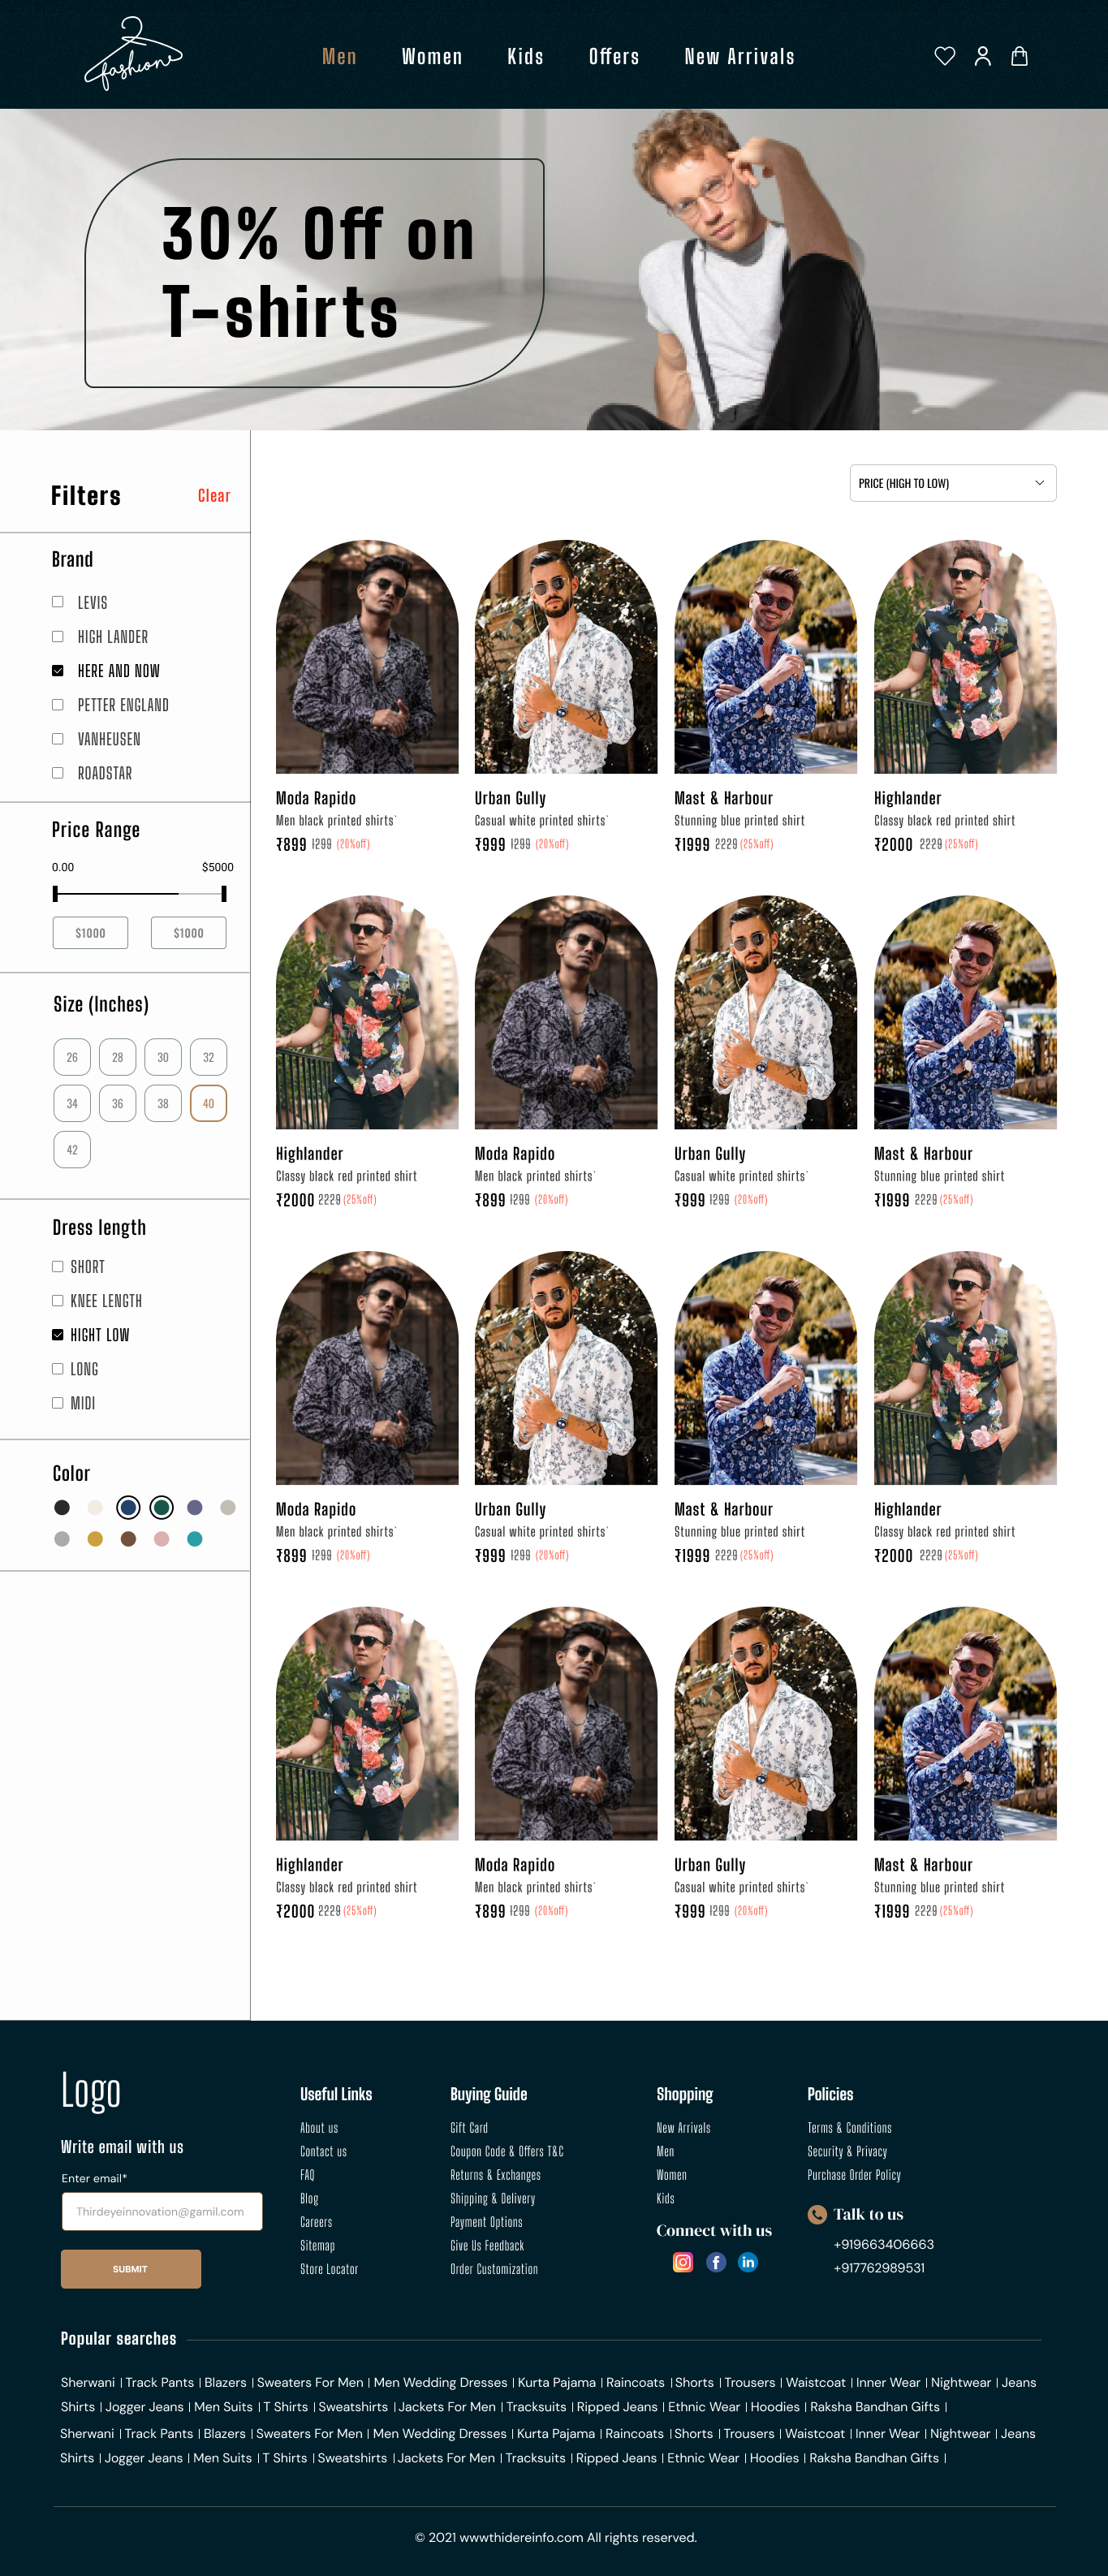 fashion
Men Women Kids Offers New Arrivals
30% Off on
T-shirts
Filters Clear
PRICE (HIGH TO LOW)
Brand
LEVIS
HIGH LANDER
HERE AND NOW
PETTER ENGLAND
VANHEUSEN
ROADSTAR
Price Range
0.00 $5000
$1000 $1000
Size (Inches)
26 28 30 32
34 36 38 40
42
Dress length
SHORT
KNEE LENGTH
HIGHT LOW
LONG
MIDI
Color
Moda Rapido Urban Gully Mast & Harbour Highlander
Men black printed shirts` Casual white printed shirts` Stunning blue printed shirt Classy black red printed shirt
₹899 1299 (20%off) ₹999 1299 (20%off) ₹1999 2229 (25%off) ₹2000 2229 (25%off)
Highlander Moda Rapido Urban Gully Mast & Harbour
Classy black red printed shirt Men black printed shirts` Casual white printed shirts` Stunning blue printed shirt
₹2000 2229 (25%off) ₹899 1299 (20%off) ₹999 1299 (20%off) ₹1999 2229 (25%off)
Moda Rapido Urban Gully Mast & Harbour Highlander
Men black printed shirts` Casual white printed shirts` Stunning blue printed shirt Classy black red printed shirt
₹899 1299 (20%off) ₹999 1299 (20%off) ₹1999 2229 (25%off) ₹2000 2229 (25%off)
Highlander Moda Rapido Urban Gully Mast & Harbour
Classy black red printed shirt Men black printed shirts` Casual white printed shirts` Stunning blue printed shirt
₹2000 2229 (25%off) ₹899 1299 (20%off) ₹999 1299 (20%off) ₹1999 2229 (25%off)
Logo
Write email with us
Enter email*
Thirdeyeinnovation@gamil.com
SUBMIT
Useful Links
About us
Contact us
FAQ
Blog
Careers
Sitemap
Store Locator
Buying Guide
Gift Card
Coupon Code & Offers T&C
Returns & Exchanges
Shipping & Delivery
Payment Options
Give Us Feedback
Order Customization
Shopping
New Arrivals
Men
Women
Kids
Connect with us
Policies
Terms & Conditions
Security & Privacy
Purchase Order Policy
Talk to us
+919663406663
+917762989531
Popular searches
Sherwani | Track Pants | Blazers | Sweaters For Men | Men Wedding Dresses | Kurta Pajama | Raincoats | Shorts | Trousers | Waistcoat | Inner Wear | Nightwear | Jeans
Shirts | Jogger Jeans | Men Suits | T Shirts | Sweatshirts | Jackets For Men | Tracksuits | Ripped Jeans | Ethnic Wear | Hoodies | Raksha Bandhan Gifts |
Sherwani | Track Pants | Blazers | Sweaters For Men | Men Wedding Dresses | Kurta Pajama | Raincoats | Shorts | Trousers | Waistcoat | Inner Wear | Nightwear | Jeans
Shirts | Jogger Jeans | Men Suits | T Shirts | Sweatshirts | Jackets For Men | Tracksuits | Ripped Jeans | Ethnic Wear | Hoodies | Raksha Bandhan Gifts |
© 2021 wwwthidereinfo.com All rights reserved.